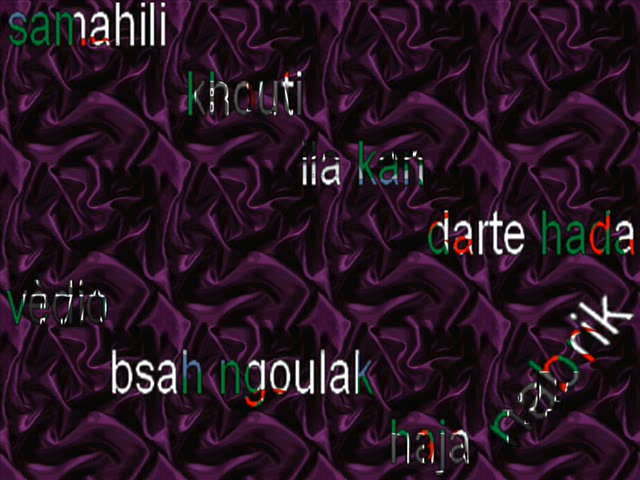 samahili
khouti
ila kan
darte hada
vèdio
bsah ngoulak
haja
nabrik